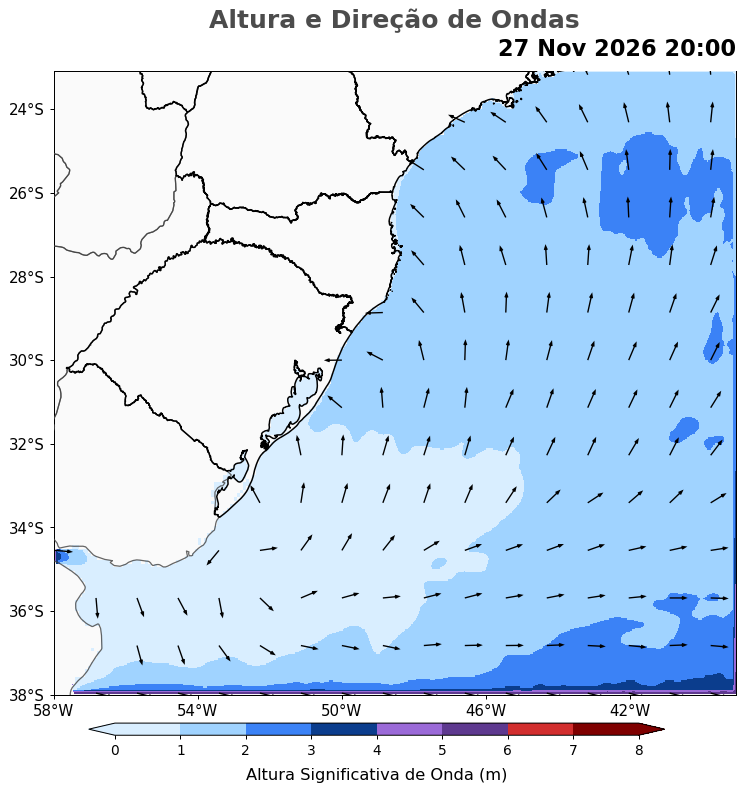 Altura e Direção de Ondas
27 Nov 2026 20:00
24°S
26°S
28°S
30°S
32°S
34°S
36°S
38°S
58°W 54°W 50°W 46°W 42°W
0 1 2 3 4 5 6 7 8
Altura Significativa de Onda (m)